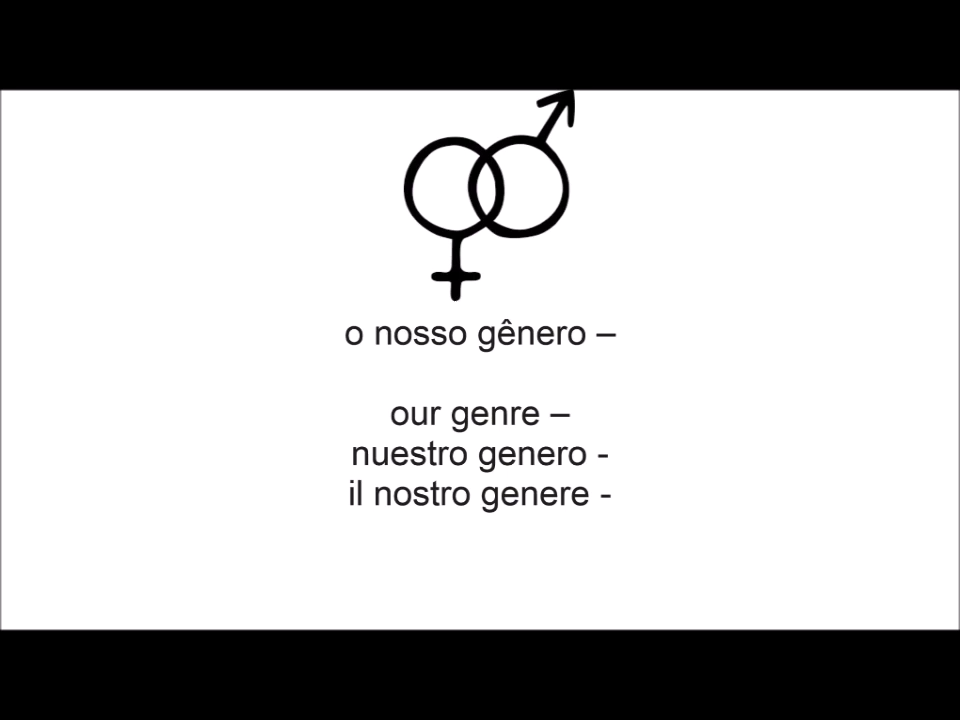 o nosso gênero –
our genre –
nuestro genero -
il nostro genere -